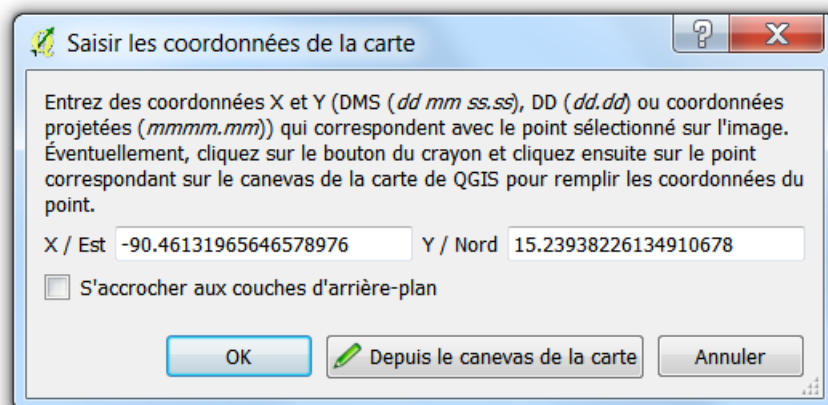 Saisir les coordonnées de la carte
Entrez des coordonnées X et Y (DMS (dd mm ss.ss), DD (dd.dd) ou coordonnées
projetées (mmmm.mm)) qui correspondent avec le point sélectionné sur l'image.
Éventuellement, cliquez sur le bouton du crayon et cliquez ensuite sur le point
correspondant sur le canevas de la carte de QGIS pour remplir les coordonnées du
point.
X / Est -90.46131965646578976 Y / Nord 15.23938226134910678
S'accrocher aux couches d'arrière-plan
OK Depuis le canevas de la carte Annuler